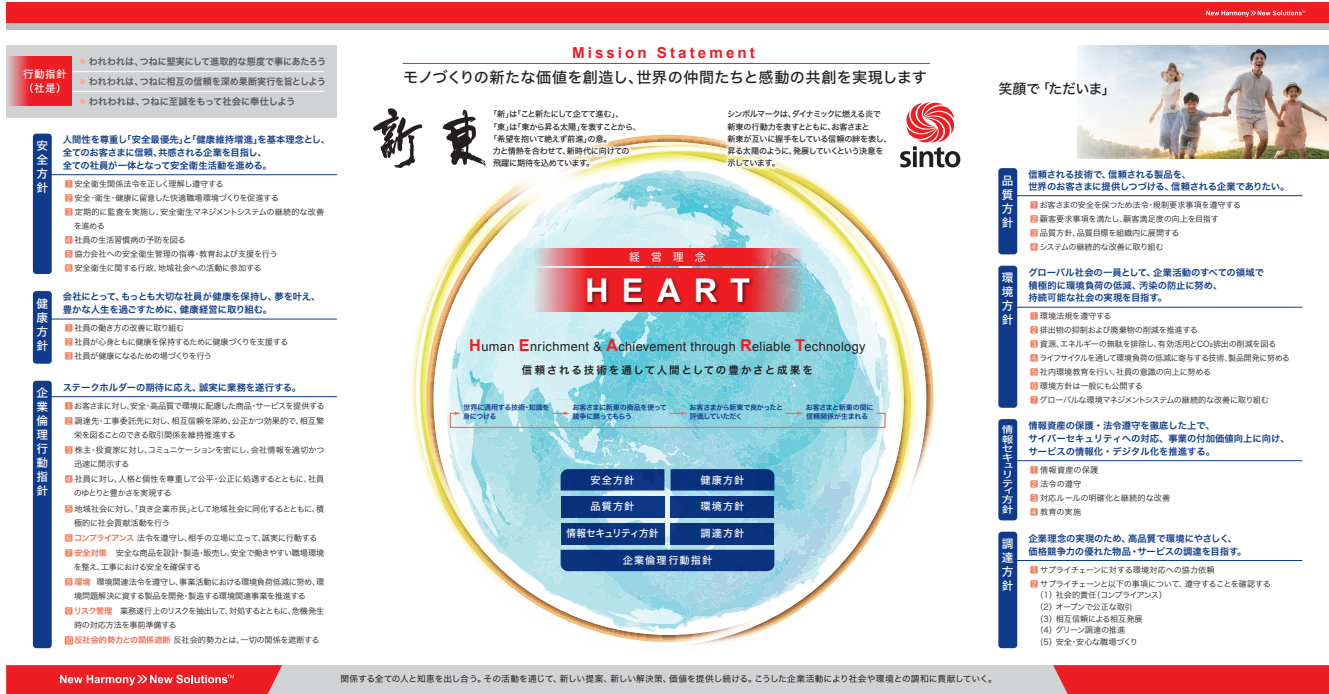 New Harmony≫New Solutions™
行動指針
(社是)
● われわれは、つねに堅実にして進取的な態度で事にあたろう
● われわれは、つねに相互の信頼を深め果断実行を旨としよう
● われわれは、つねに至誠をもって社会に奉仕しよう
安全方針
人間性を尊重し「安全最優先」と「健康維持増進」を基本理念とし、
全てのお客さまに信頼、共感される企業を目指し、
全ての社員が一体となって安全衛生活動を進める。
1 安全衛生関係法令を正しく理解し遵守する
2 安全・衛生・健康に留意した快適職場環境づくりを促進する
3 定期的に監査を実施し、安全衛生マネジメントシステムの継続的な改善
を進める
4 社員の生活習慣病の予防を図る
5 協力会社への安全衛生管理の指導・教育および支援を行う
6 安全衛生に関する行政、地域社会への活動に参加する
健康方針
会社にとって、もっとも大切な社員が健康を保持し、夢を叶え、
豊かな人生を過ごすために、健康経営に取り組む。
1 社員の働き方の改善に取り組む
2 社員が心身ともに健康を保持するために健康づくりを支援する
3 社員が健康になるための場づくりを行う
企業倫理行動指針
ステークホルダーの期待に応え、誠実に業務を遂行する。
1 お客さまに対し、安全・高品質で環境に配慮した商品・サービスを提供する
2 調達先・工事委託先に対し、相互信頼を深め、公正かつ効果的で、相互繁
栄を図ることのできる取引関係を維持推進する
3 株主・投資家に対し、コミュニケーションを密にし、会社情報を適切かつ
迅速に開示する
4 社員に対し、人格と個性を尊重して公平・公正に処遇するとともに、社員
のゆとりと豊かさを実現する
5 地域社会に対し、「良き企業市民」として地域社会に同化するとともに、積
極的に社会貢献活動を行う
6 コンプライアンス 法令を遵守し、相手の立場に立って、誠実に行動する
7 安全対策 安全な商品を設計・製造・販売し、安全で働きやすい職場環境
を整え、工事における安全を確保する
8 環境 環境関連法令を遵守し、事業活動における環境負荷低減に努め、環
境問題解決に資する製品を開発・製造する環境関連事業を推進する
9 リスク管理 業務遂行上のリスクを抽出して、対処するとともに、危機発生
時の対応方法を事前準備する
10 反社会的勢力との関係遮断 反社会的勢力とは、一切の関係を遮断する
Mission Statement
モノづくりの新たな価値を創造し、世界の仲間たちと感動の共創を実現します
新東
「新」は「こと新たにして企てて進む」、
「東」は「東から昇る太陽」を表すことから、
「希望を抱いて絶えず前進」の意。
力と情熱を合わせて、新時代に向けての
飛躍に期待を込めています。
シンボルマークは、ダイナミックに燃える炎で
新東の行動力を表すとともに、お客さまと
新東が互いに握手をしている信頼の絆を表し、
昇る太陽のように、発展していくという決意を
示しています。
sinto
経営理念
HEART
Human Enrichment & Achievement through Reliable Technology
信頼される技術を通して人間としての豊かさと成果を
世界に通用する技術・知識を
身につける
お客さまに新東の商品を使って
競争に勝ってもらう
お客さまから新東で良かったと
評価していただく
お客さまと新東の間に
信頼関係が生まれる
安全方針
健康方針
品質方針
環境方針
情報セキュリティ方針
調達方針
企業倫理行動指針
笑顔で「ただいま」
品質方針
信頼される技術で、信頼される製品を、
世界のお客さまに提供しつづける、信頼される企業でありたい。
1 お客さまの安全を保つため法令・規制要求事項を遵守する
2 顧客要求事項を満たし、顧客満足度の向上を目指す
3 品質方針、品質目標を組織内に展開する
4 システムの継続的な改善に取り組む
環境方針
グローバル社会の一員として、企業活動のすべての領域で
積極的に環境負荷の低減、汚染の防止に努め、
持続可能な社会の実現を目指す。
1 環境法規を遵守する
2 排出物の抑制および廃棄物の削減を推進する
3 資源、エネルギーの無駄を排除し、有効活用とCO₂排出の削減を図る
4 ライフサイクルを通して環境負荷の低減に寄与する技術、製品開発に努める
5 社内環境教育を行い、社員の意識の向上に努める
6 環境方針は一般にも公開する
7 グローバルな環境マネジメントシステムの継続的な改善に取り組む
情報セキュリティ方針
情報資産の保護・法令遵守を徹底した上で、
サイバーセキュリティへの対応、事業の付加価値向上に向け、
サービスの情報化・デジタル化を推進する。
1 情報資産の保護
2 法令の遵守
3 対応ルールの明確化と継続的な改善
4 教育の実施
調達方針
企業理念の実現のため、高品質で環境にやさしく、
価格競争力の優れた物品・サービスの調達を目指す。
1 サプライチェーンに対する環境対応への協力依頼
2 サプライチェーンと以下の事項について、遵守することを確認する
(1) 社会的責任(コンプライアンス)
(2) オープンで公正な取引
(3) 相互信頼による相互発展
(4) グリーン調達の推進
(5) 安全・安心な職場づくり
New Harmony≫New Solutions™
関係する全ての人と知恵を出し合う。その活動を通じて、新しい提案、新しい解決策、価値を提供し続ける。こうした企業活動により社会や環境との調和に貢献していく。